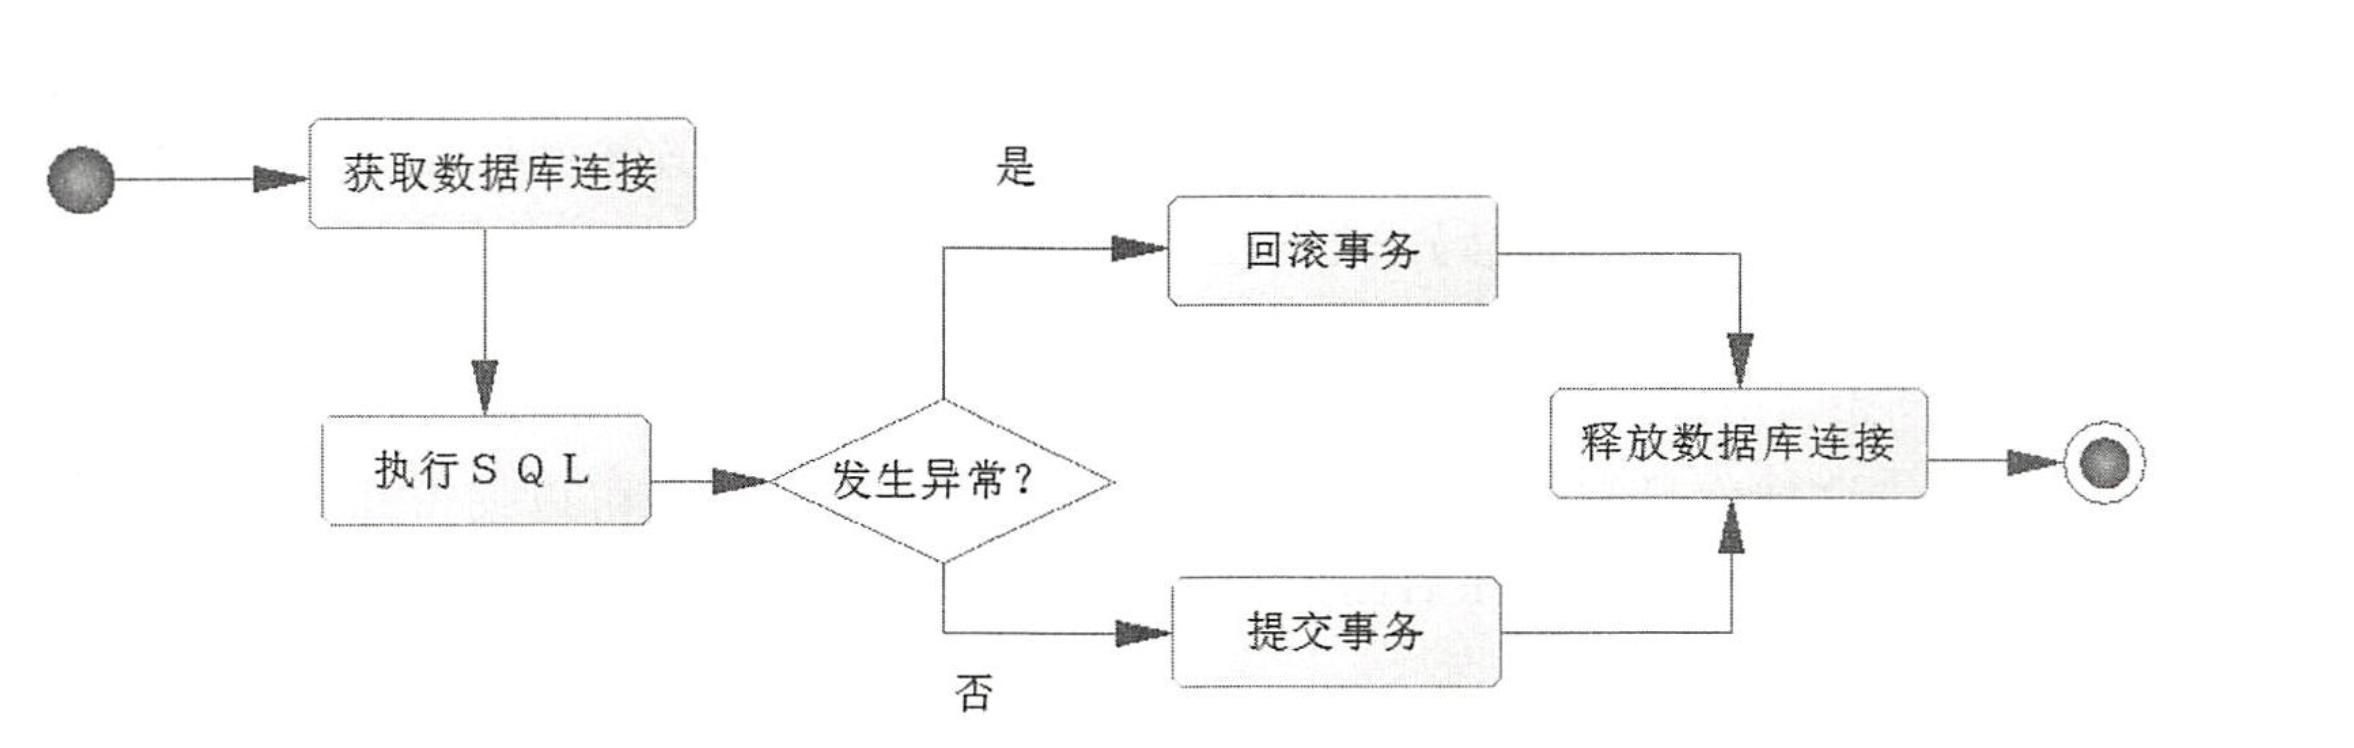 获取数据库连接
执行ＳＱＬ
发生异常？
是
回滚事务
否
提交事务
释放数据库连接